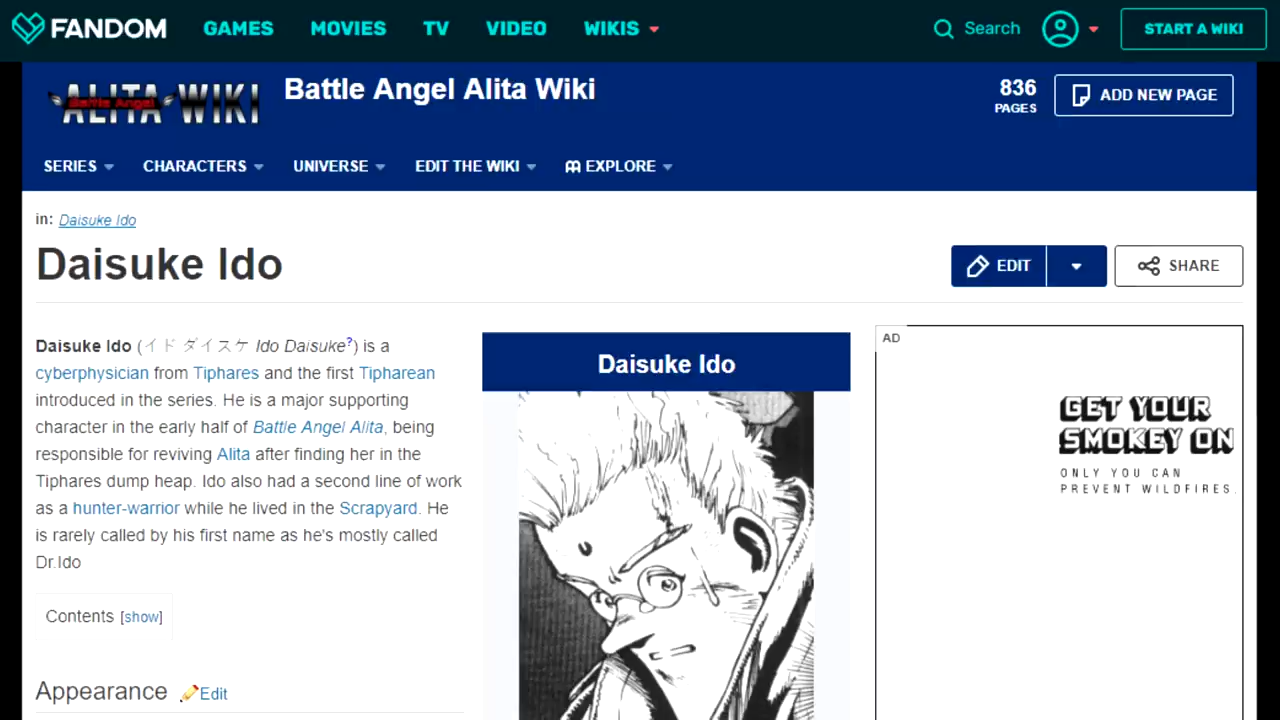 FANDOM GAMES MOVIES TV VIDEO WIKIS Search START A WIKI
Battle Angel ALITA WIKI
Battle Angel Alita Wiki
836 PAGES
ADD NEW PAGE
SERIES CHARACTERS UNIVERSE EDIT THE WIKI EXPLORE
in: Daisuke Ido
Daisuke Ido
EDIT SHARE
Daisuke Ido (イド ダイスケ Ido Daisuke?) is a
cyberphysician from Tiphares and the first Tipharean
introduced in the series. He is a major supporting
character in the early half of Battle Angel Alita, being
responsible for reviving Alita after finding her in the
Tiphares dump heap. Ido also had a second line of work
as a hunter-warrior while he lived in the Scrapyard. He
is rarely called by his first name as he's mostly called
Dr.Ido
Contents [show]
Appearance Edit
Daisuke Ido
AD
GET YOUR
SMOKEY ON
ONLY YOU CAN
PREVENT WILDFIRES.